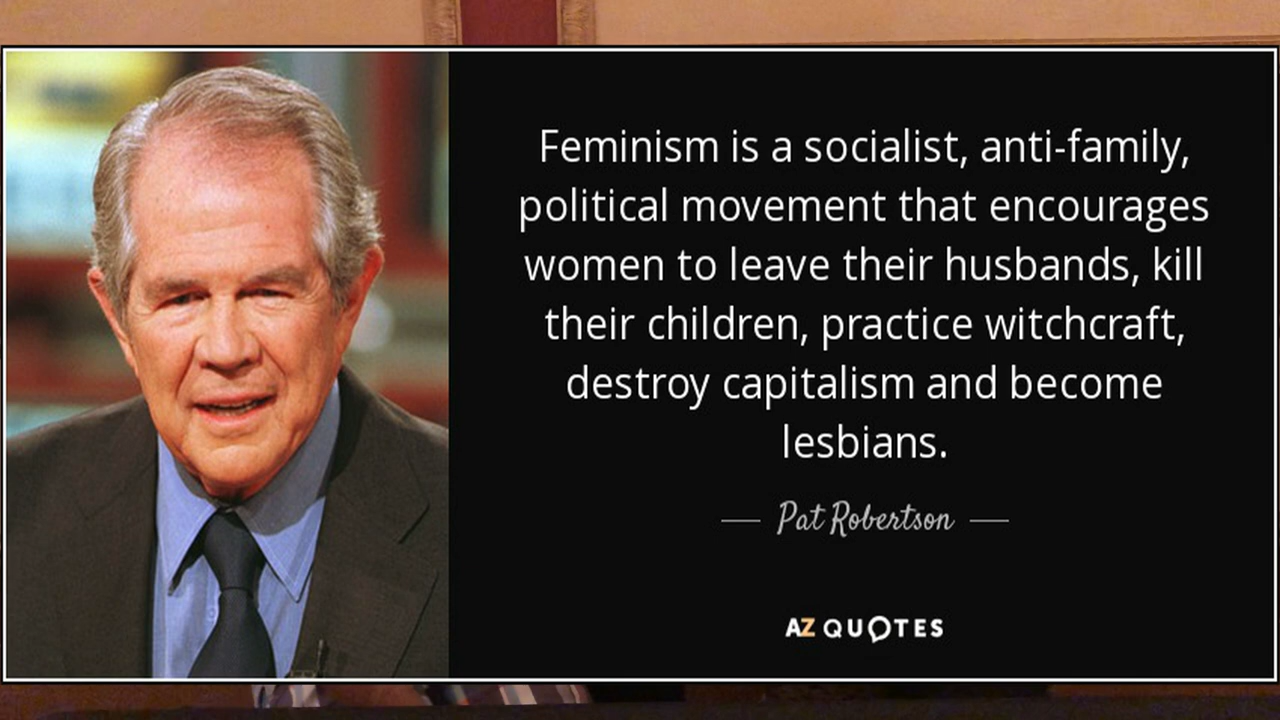 Feminism is a socialist, anti-family,
political movement that encourages
women to leave their husbands, kill
their children, practice witchcraft,
destroy capitalism and become
lesbians.
Pat Robertson
AZ QUOTES